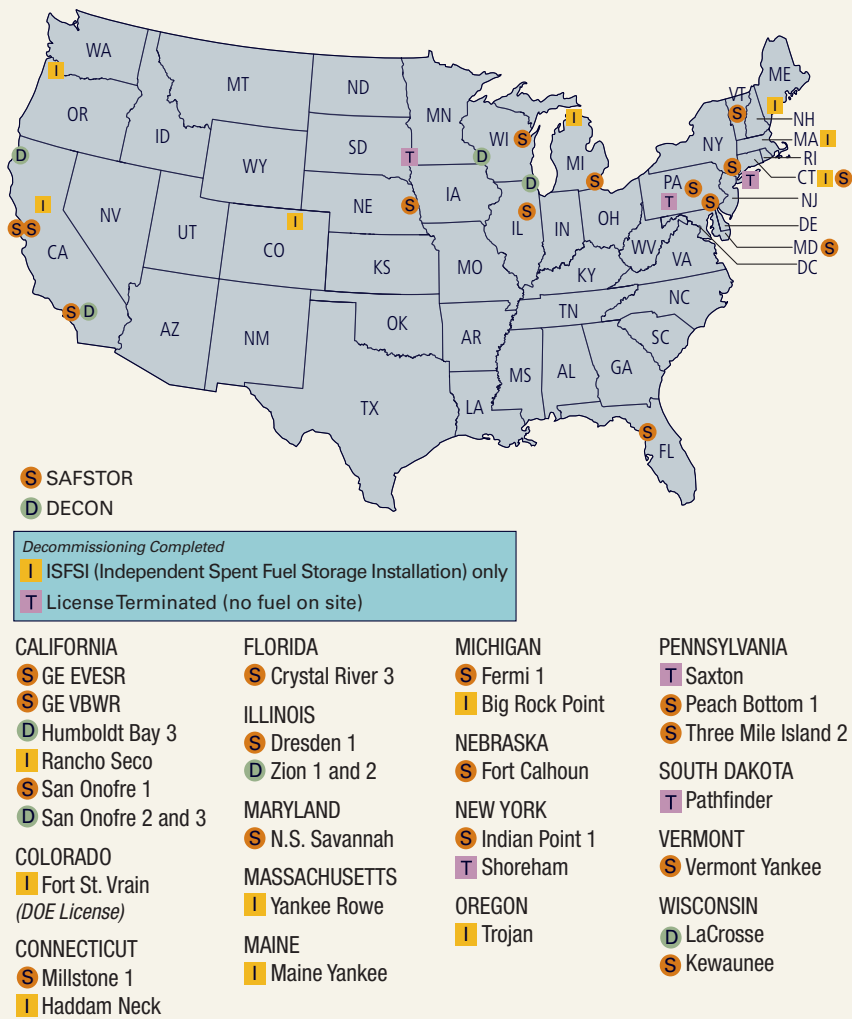 WA
MT
ND
MN
ME
VT
NH
MA I
RI
CT I S
NJ
DE
MD S
DC
I
OR
ID
WY
SD
T
WI
S
D
I
MI
S
NY
S
S
T
PA
S
T
S
D
I
NV
UT
I
CO
NE
S
IA
D
IL
S
IN
OH
WV
VA
S S
CA
KS
MO
KY
S D
AZ
NM
OK
AR
TN
NC
SC
TX
LA
MS
AL
GA
S
FL
S SAFSTOR
D DECON
Decommissioning Completed
I ISFSI (Independent Spent Fuel Storage Installation) only
T License Terminated (no fuel on site)
CALIFORNIA
S GE EVESR
S GE VBWR
D Humboldt Bay 3
I Rancho Seco
S San Onofre 1
D San Onofre 2 and 3
COLORADO
I Fort St. Vrain
(DOE License)
CONNECTICUT
S Millstone 1
I Haddam Neck
FLORIDA
S Crystal River 3
ILLINOIS
S Dresden 1
D Zion 1 and 2
MARYLAND
S N.S. Savannah
MASSACHUSETTS
I Yankee Rowe
MAINE
I Maine Yankee
MICHIGAN
S Fermi 1
I Big Rock Point
NEBRASKA
S Fort Calhoun
NEW YORK
S Indian Point 1
T Shoreham
OREGON
I Trojan
PENNSYLVANIA
T Saxton
S Peach Bottom 1
S Three Mile Island 2
SOUTH DAKOTA
T Pathfinder
VERMONT
S Vermont Yankee
WISCONSIN
D LaCrosse
S Kewaunee